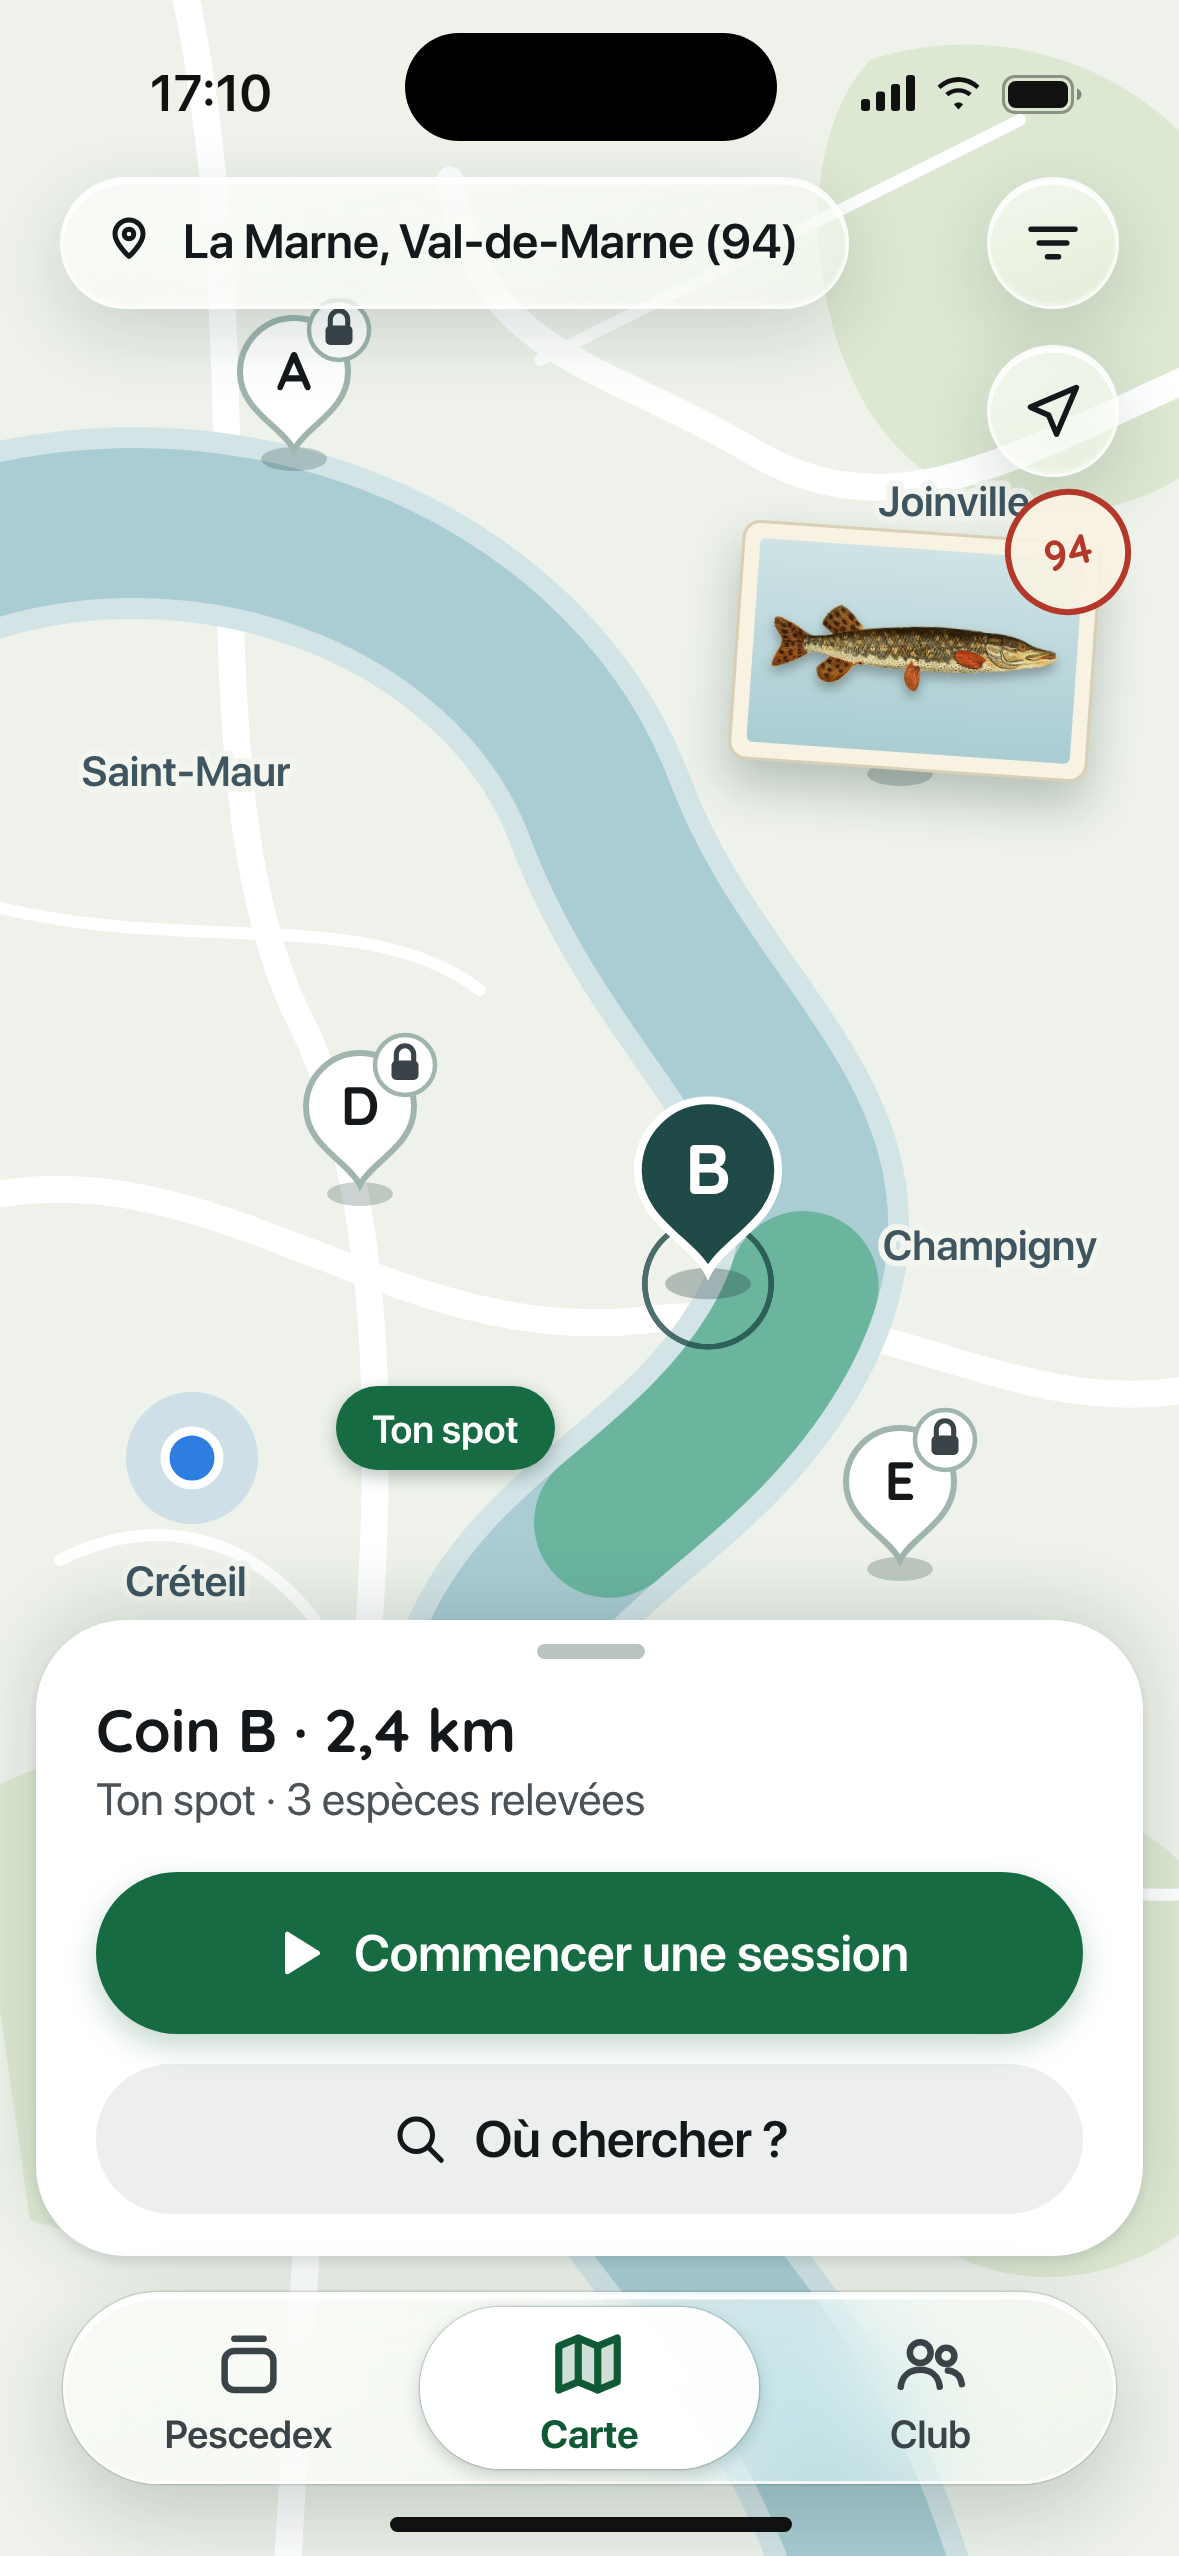 17:10
La Marne, Val-de-Marne (94)
A
Joinville
94
Saint-Maur
D
B
Champigny
Ton spot
E
Créteil
Coin B · 2,4 km
Ton spot · 3 espèces relevées
Commencer une session
Où chercher ?
Pescedex
Carte
Club